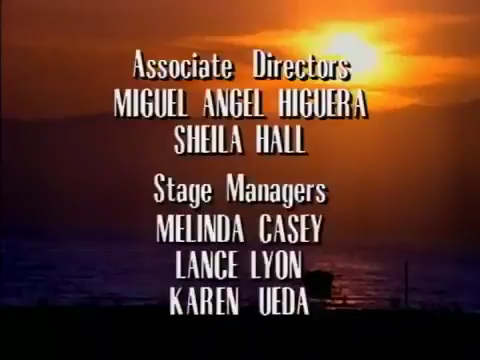 Associate Directors
MIGUEL ANGEL HIGUERA
SHEILA HALL
Stage Managers
MELINDA CASEY
LANCE LYON
KAREN UEDA